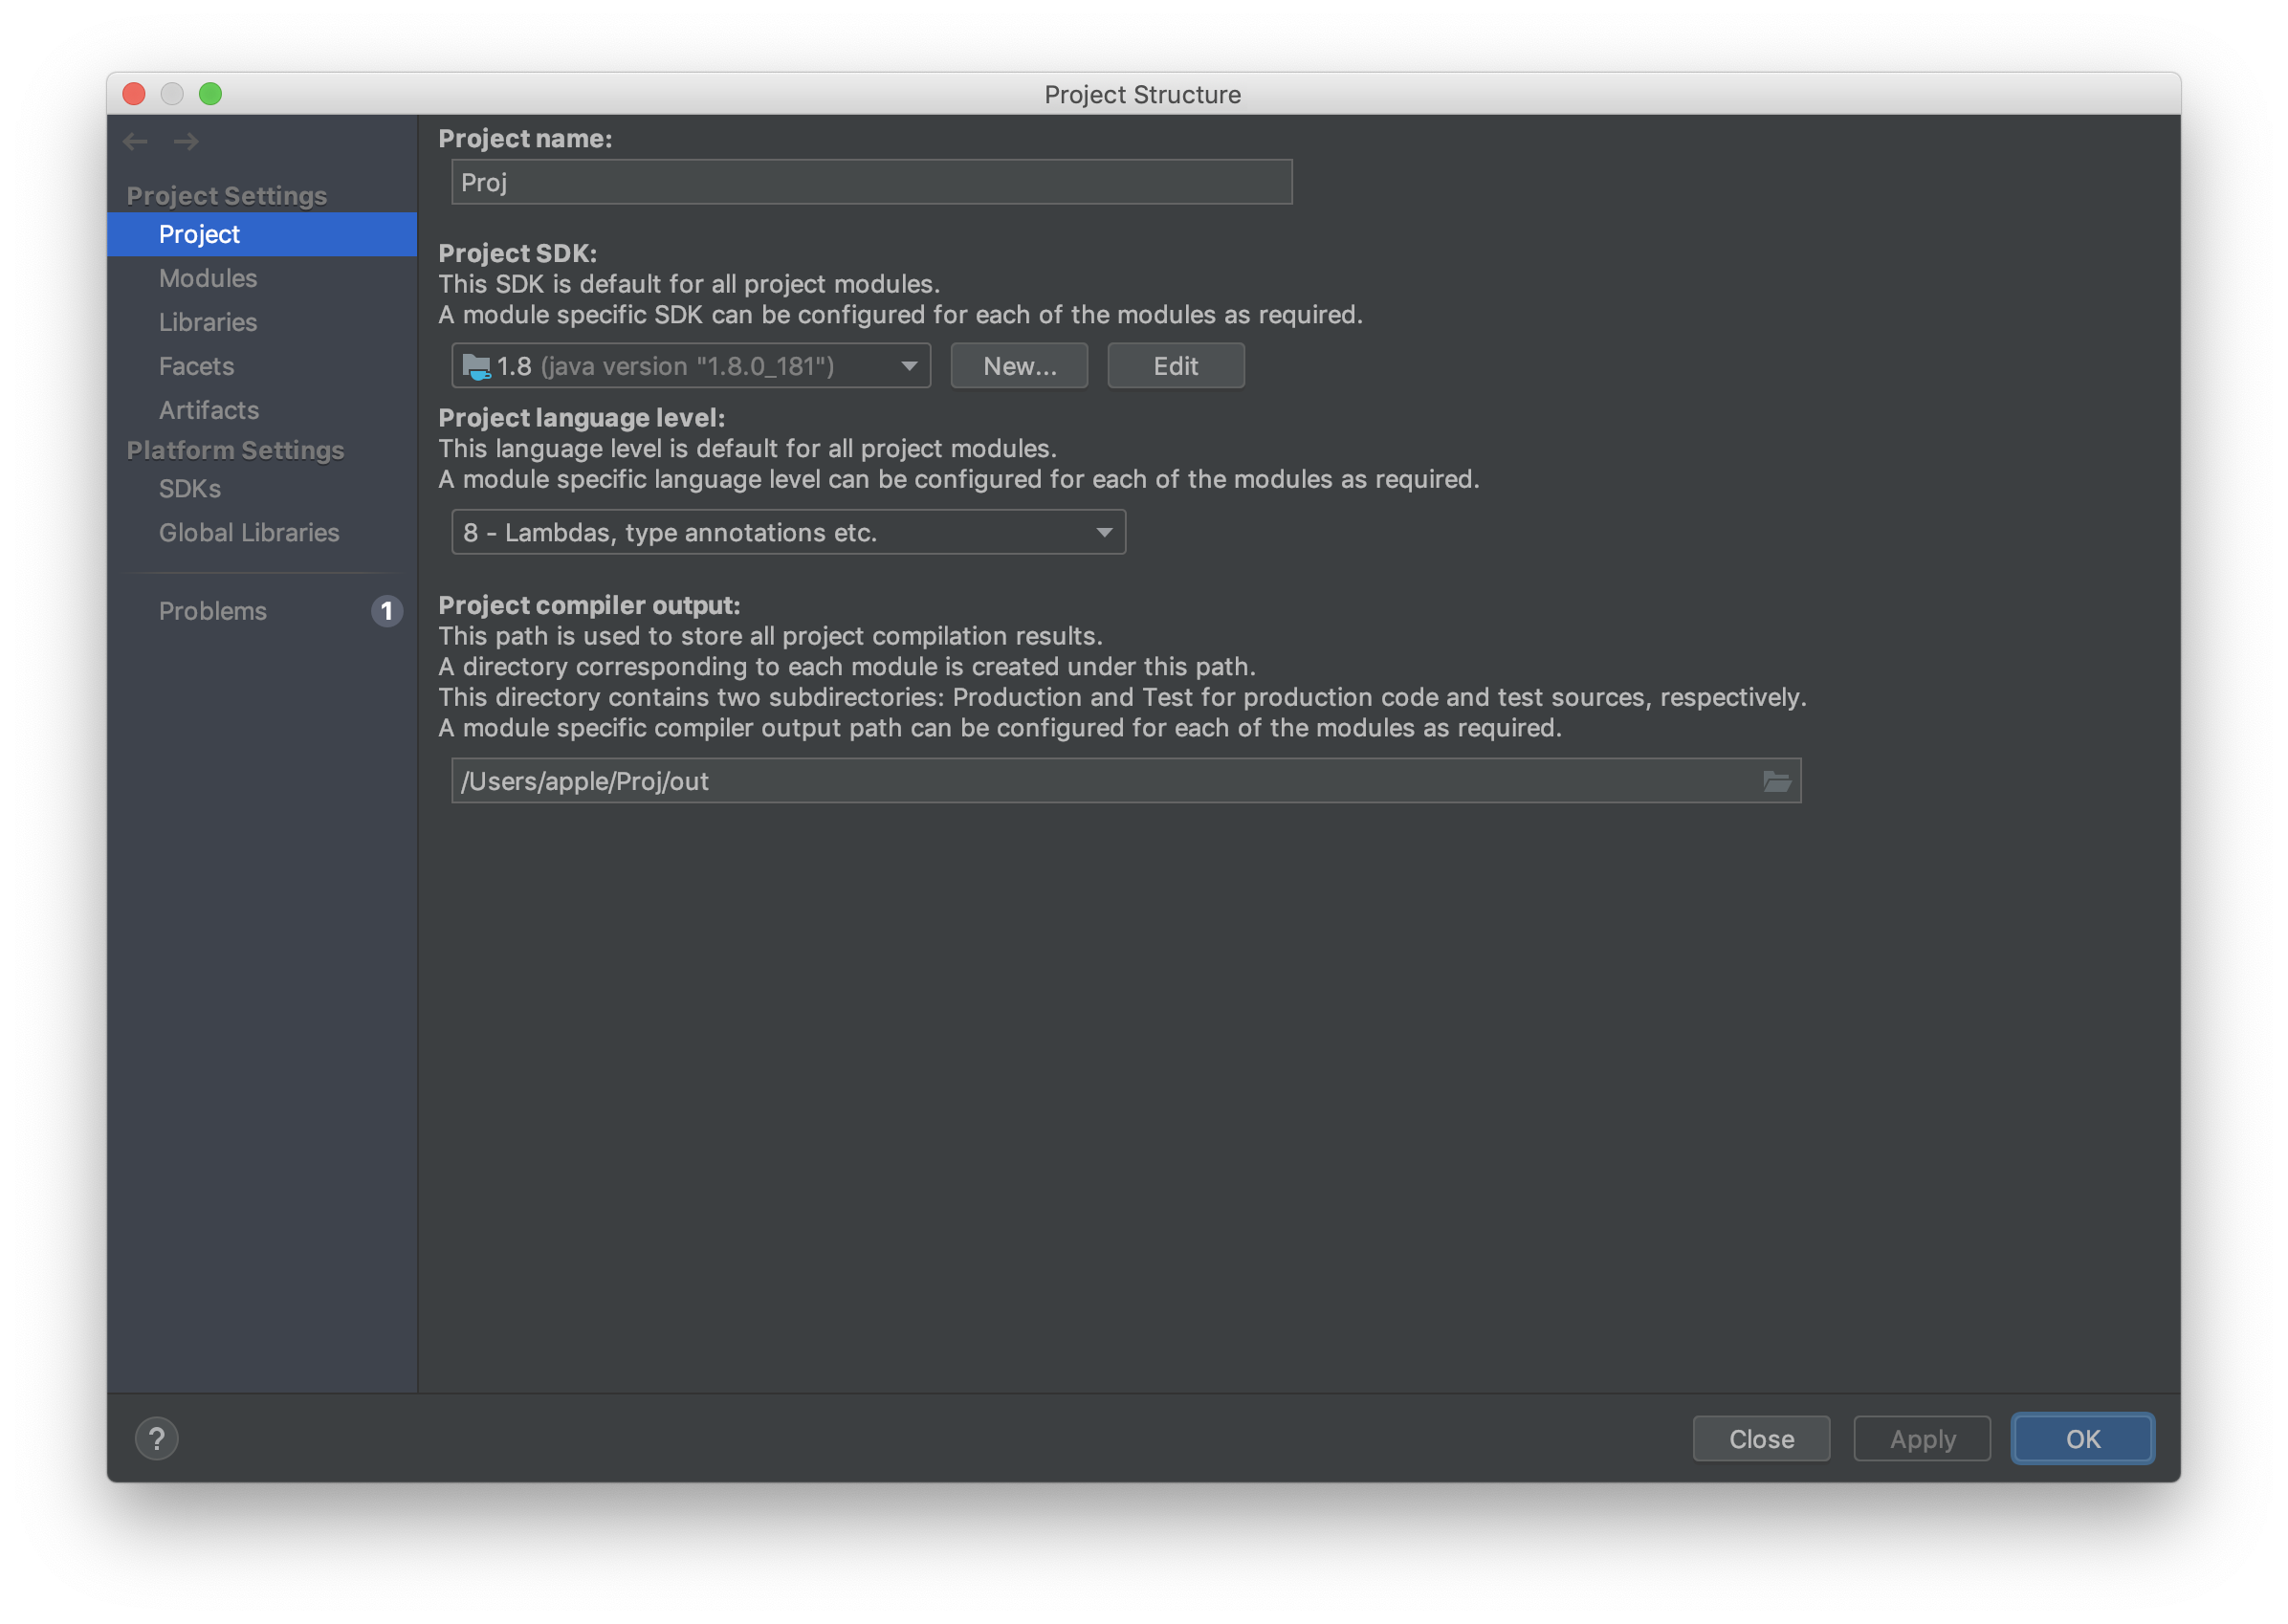 Project Structure
Project Settings
Project
Modules
Libraries
Facets
Artifacts
Platform Settings
SDKs
Global Libraries
Problems
1
Project name:
Proj
Project SDK:
This SDK is default for all project modules.
A module specific SDK can be configured for each of the modules as required.
1.8 (java version "1.8.0_181")
New...
Edit
Project language level:
This language level is default for all project modules.
A module specific language level can be configured for each of the modules as required.
8 - Lambdas, type annotations etc.
Project compiler output:
This path is used to store all project compilation results.
A directory corresponding to each module is created under this path.
This directory contains two subdirectories: Production and Test for production code and test sources, respectively.
A module specific compiler output path can be configured for each of the modules as required.
/Users/apple/Proj/out
?
Close
Apply
OK